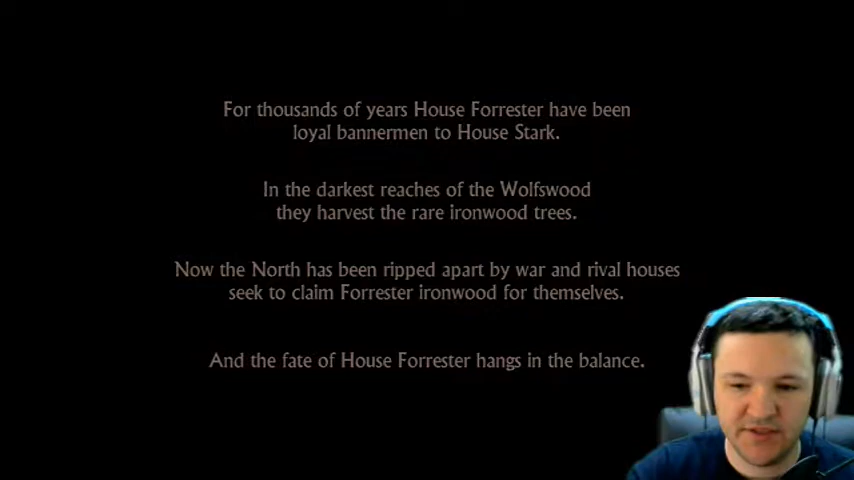 For thousands of years House Forrester have been
loyal bannermen to House Stark.
In the darkest reaches of the Wolfswood
they harvest the rare ironwood trees.
Now the North has been ripped apart by war and rival houses
seek to claim Forrester ironwood for themselves.
And the fate of House Forrester hangs in the balance.